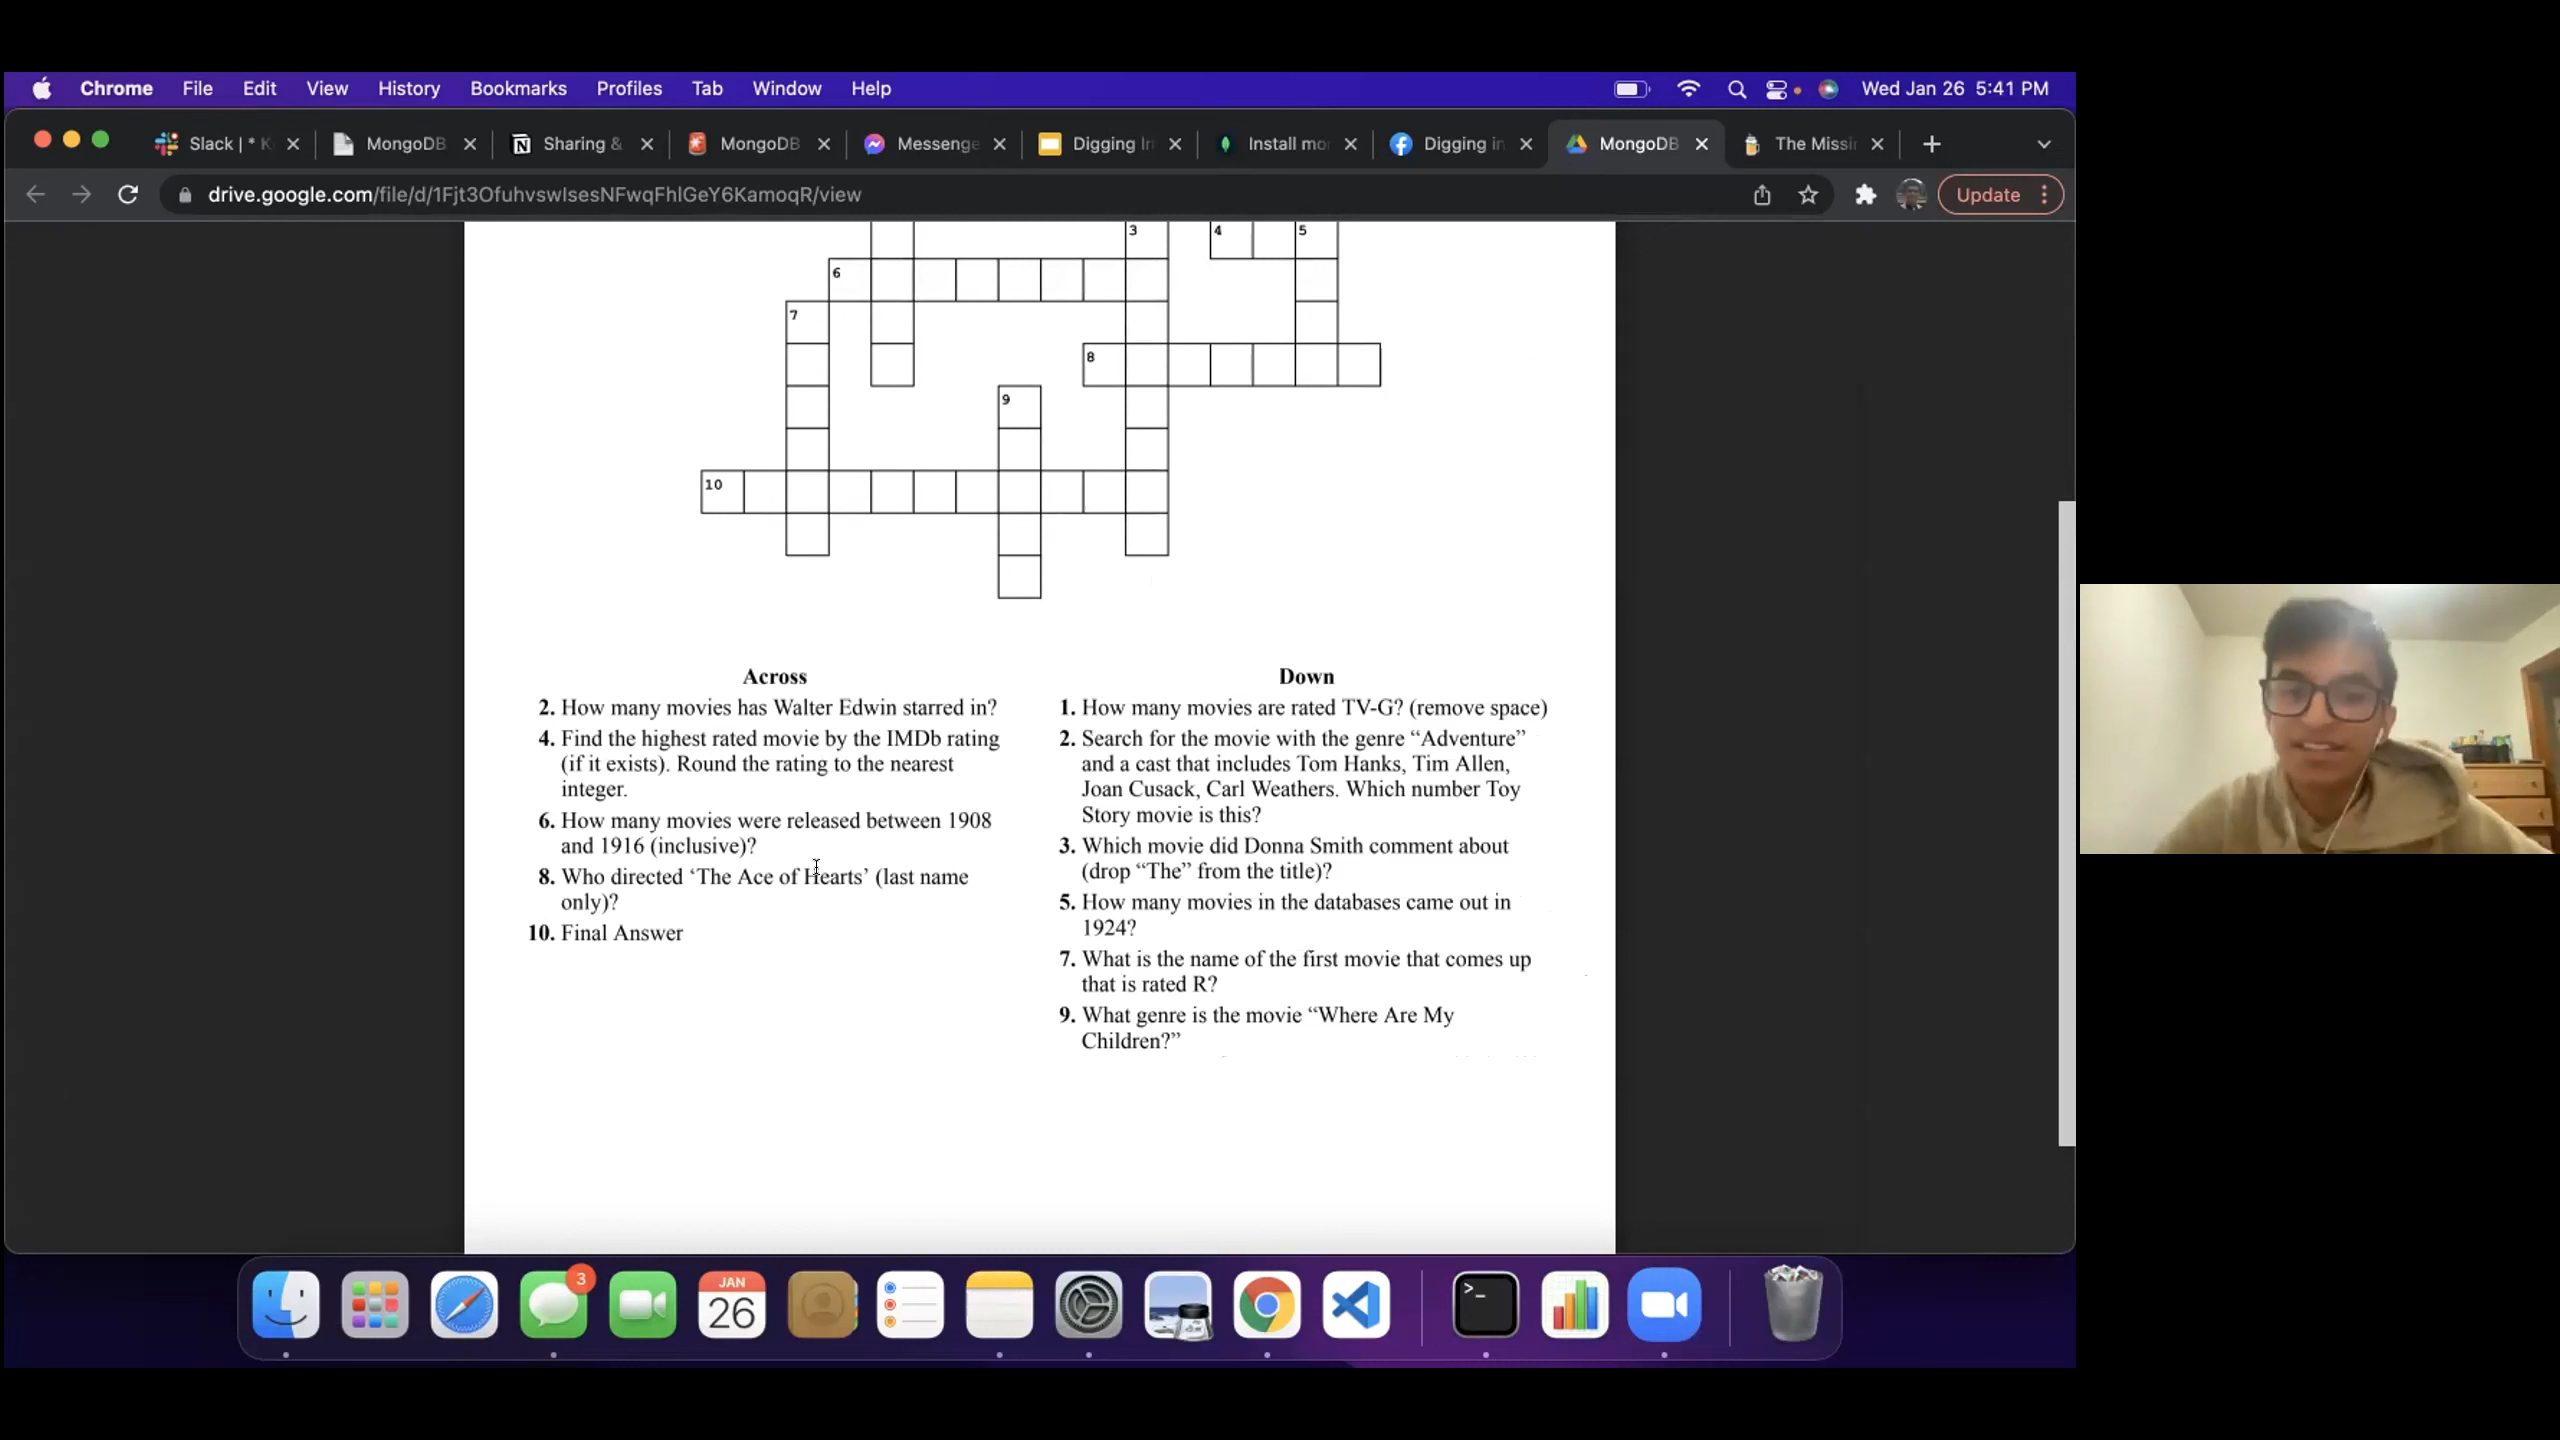 Chrome File Edit View History Bookmarks Profiles Tab Window Help Wed Jan 26 5:41 PM
Slack | * K MongoDB Sharing & MongoDB Messenge Digging In Install mo Digging in MongoDB The Missi
drive.google.com/file/d/1Fjt3OfuhvswIsesNFwqFhlGeY6KamoqR/view Update
3 4 5
6
7
8
9
10
Across
2. How many movies has Walter Edwin starred in?
4. Find the highest rated movie by the IMDb rating
(if it exists). Round the rating to the nearest
integer.
6. How many movies were released between 1908
and 1916 (inclusive)?
8. Who directed ‘The Ace of Hearts’ (last name
only)?
10. Final Answer
Down
1. How many movies are rated TV-G? (remove space)
2. Search for the movie with the genre “Adventure”
and a cast that includes Tom Hanks, Tim Allen,
Joan Cusack, Carl Weathers. Which number Toy
Story movie is this?
3. Which movie did Donna Smith comment about
(drop “The” from the title)?
5. How many movies in the databases came out in
1924?
7. What is the name of the first movie that comes up
that is rated R?
9. What genre is the movie “Where Are My
Children?”
3
JAN
26
>_